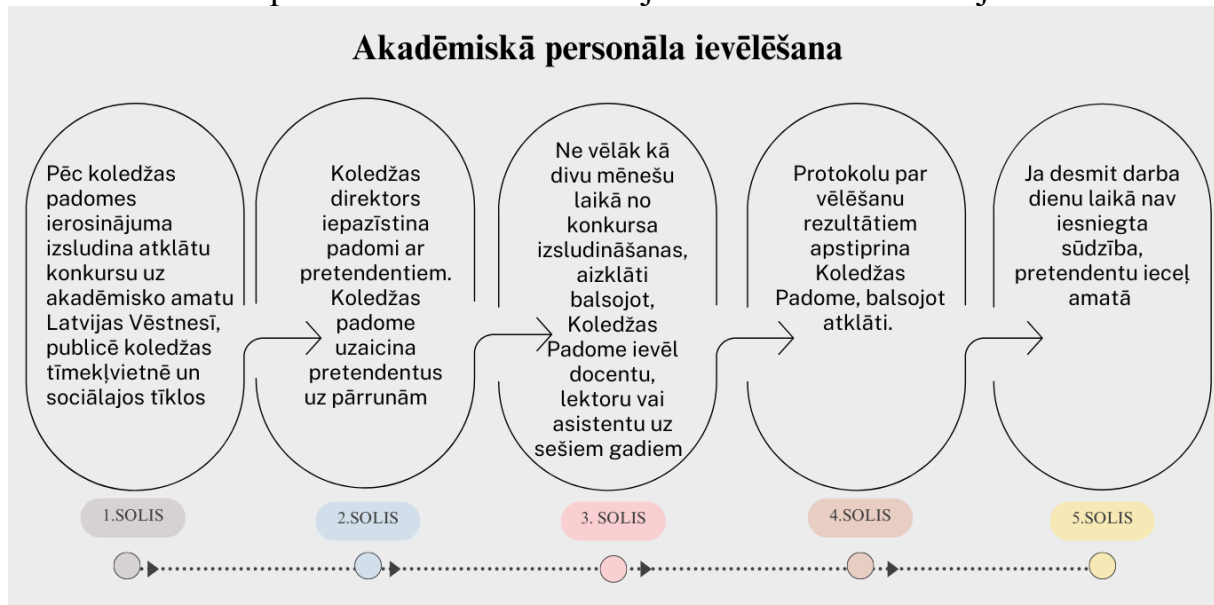 Akadēmiskā personāla ievēlēšana
Pēc koledžas
padomes
ierosinājuma
izsludina atklātu
konkursu uz
akadēmisko amatu
Latvijas Vēstnesī,
publicē koledžas
tīmekļvietnē un
sociālajos tīklos
Koledžas
direktors
iepazīstina
padomi ar
pretendentiem.
Koledžas
padome
uzaicina
pretendentus
uz pārrunām
Ne vēlāk kā
divu mēnešu
laikā no
konkursa
izsludināšanas,
aizklāti
balsojot,
Koledžas
Padome ievēl
docentu,
lektoru vai
asistentu uz
sešiem gadiem
Protokolu par
vēlēšanu
rezultātiem
apstiprina
Koledžas
Padome, balsojot
atklāti.
Ja desmit darba
dienu laikā nav
iesniegta
sūdzība,
pretendentu ieceļ
amatā
1.SOLIS
2.SOLIS
3. SOLIS
4.SOLIS
5.SOLIS